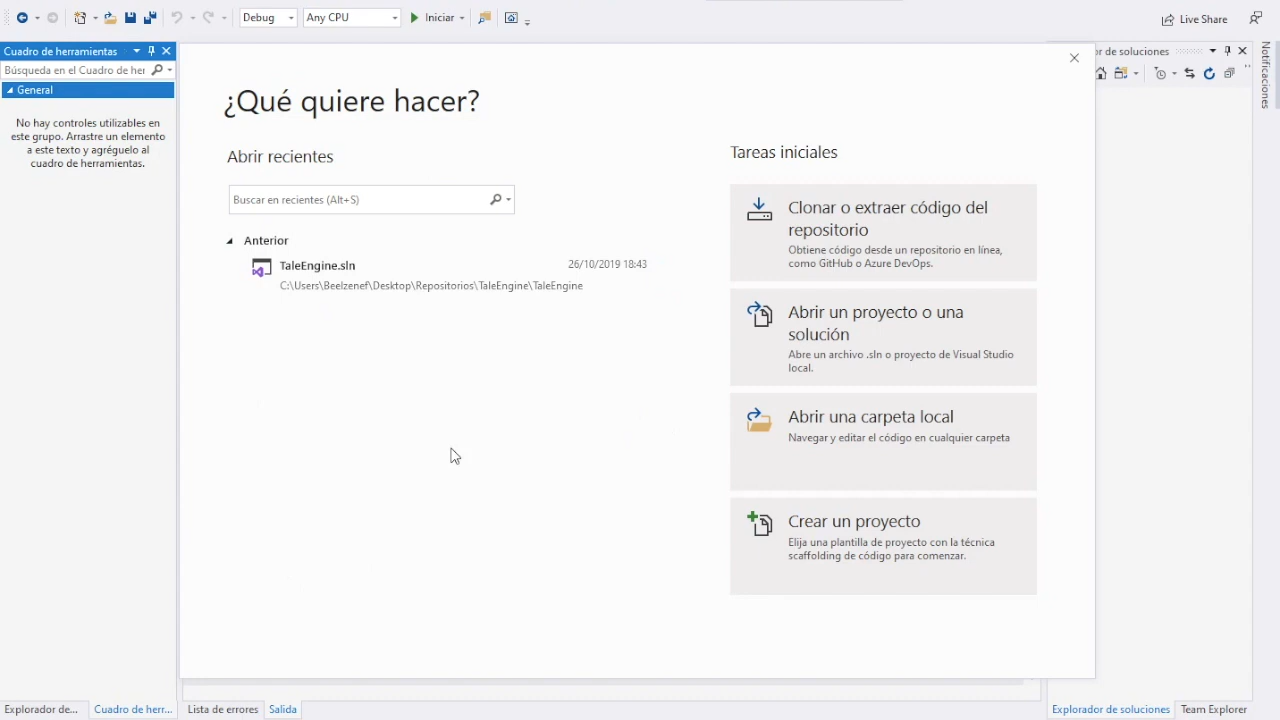 Debug
Any CPU
Iniciar
Live Share
Cuadro de herramientas
Búsqueda en el Cuadro de her
General
No hay controles utilizables en
este grupo. Arrastre un elemento
a este texto y agréguelo al
cuadro de herramientas.
¿Qué quiere hacer?
Abrir recientes
Buscar en recientes (Alt+S)
Anterior
TaleEngine.sln
26/10/2019 18:43
C:\Users\Beelzenef\Desktop\Repositorios\TaleEngine\TaleEngine
Tareas iniciales
Clonar o extraer código del
repositorio
Obtiene código desde un repositorio en línea,
como GitHub o Azure DevOps.
Abrir un proyecto o una
solución
Abre un archivo .sln o proyecto de Visual Studio
local.
Abrir una carpeta local
Navegar y editar el código en cualquier carpeta
Crear un proyecto
Elija una plantilla de proyecto con la técnica
scaffolding de código para comenzar.
or de soluciones
Notificaciones
Explorador de...
Cuadro de herr...
Lista de errores
Salida
Explorador de soluciones
Team Explorer